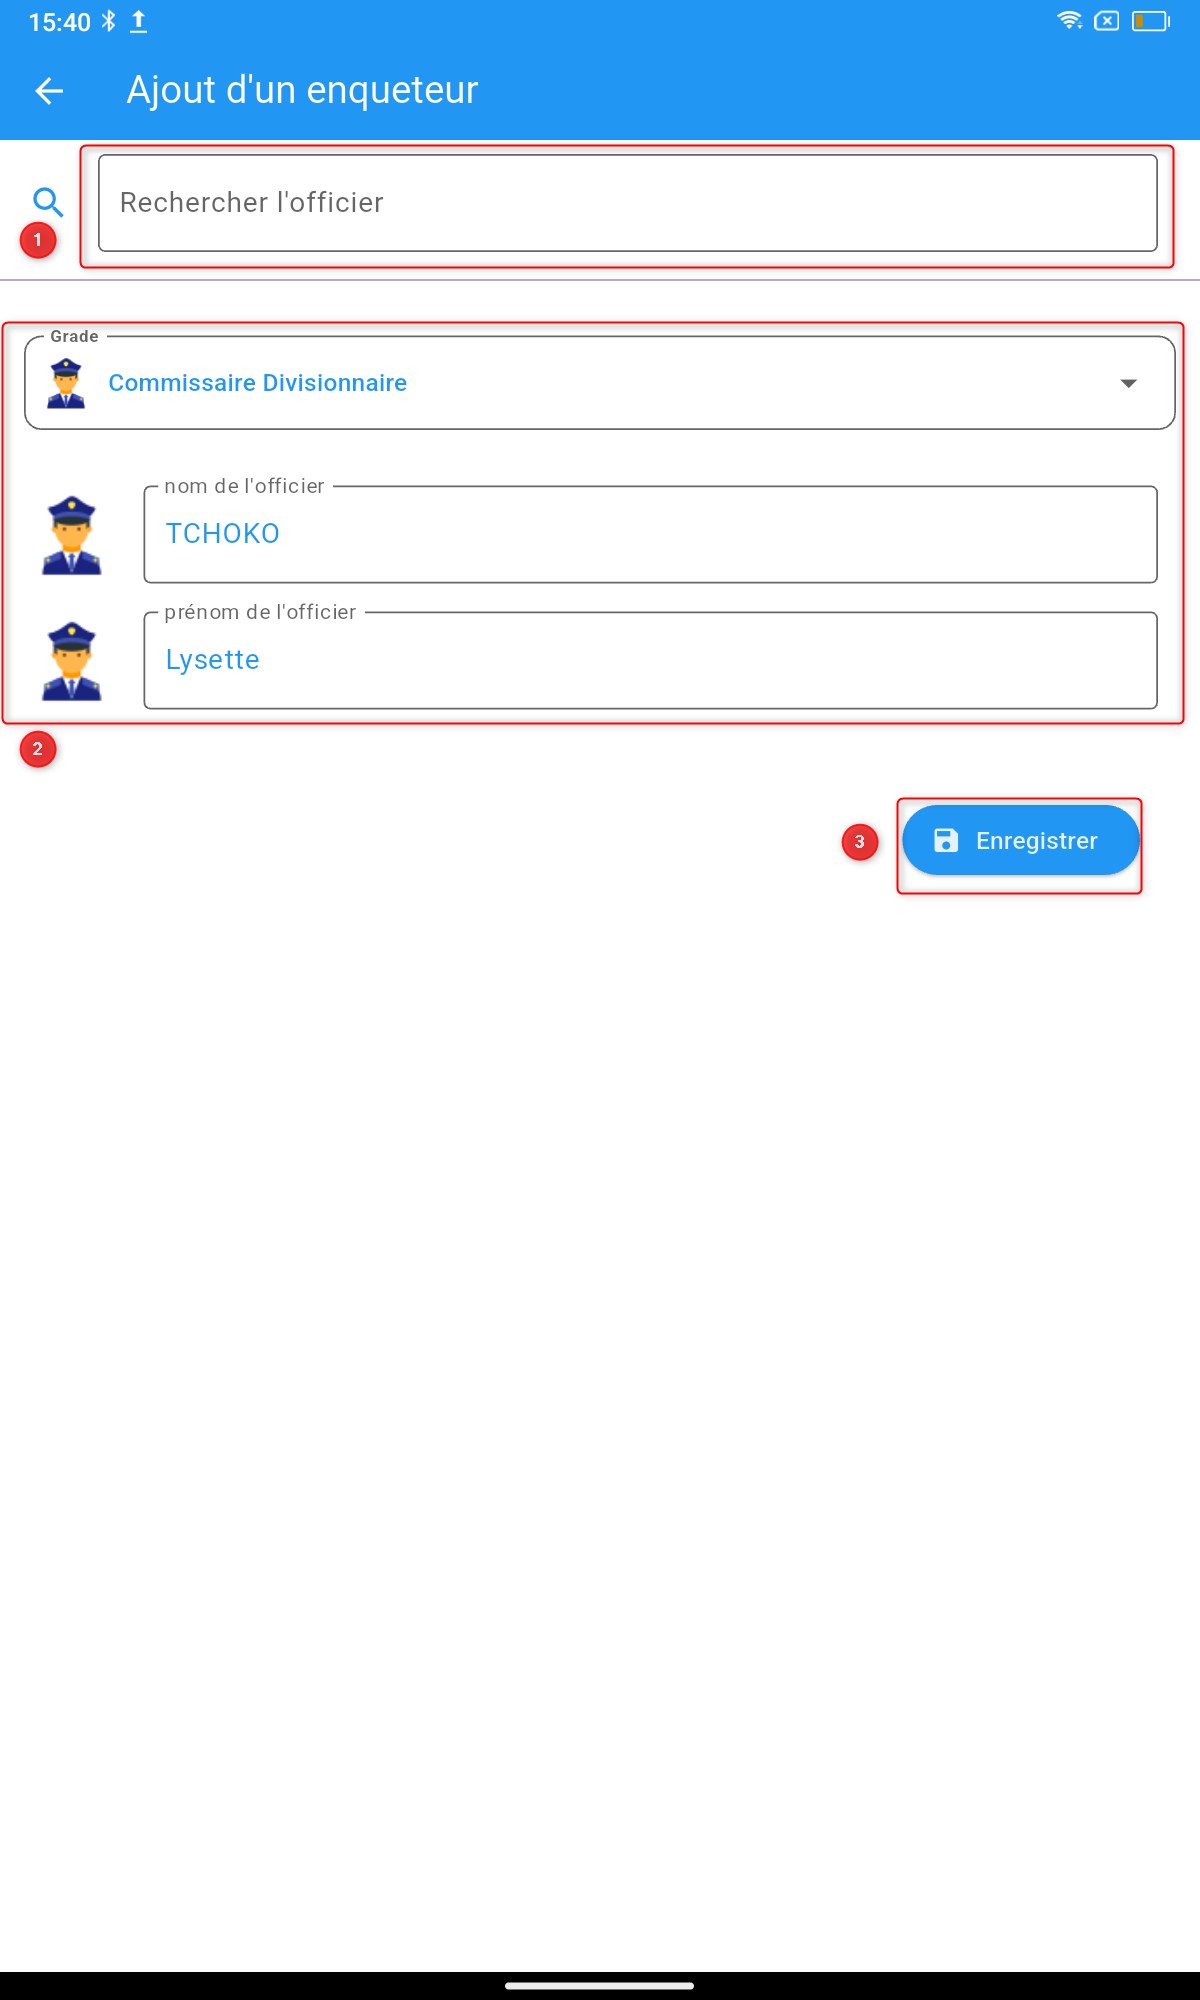 15:40
Ajout d'un enqueteur
Rechercher l'officier
1
Grade
Commissaire Divisionnaire
nom de l'officier
TCHOKO
prénom de l'officier
Lysette
2
3
Enregistrer